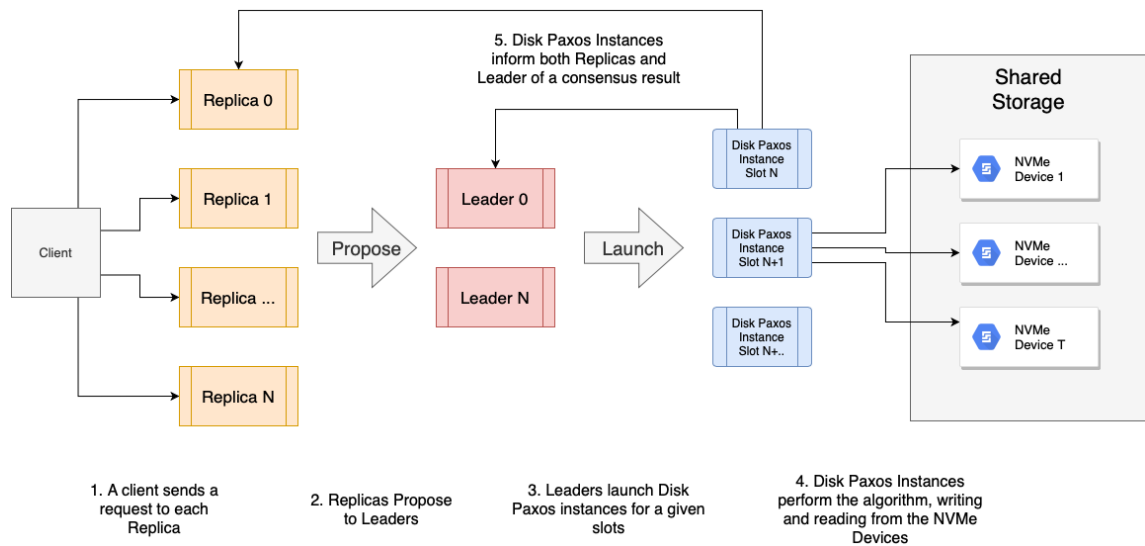 5. Disk Paxos Instances
inform both Replicas and
Leader of a consensus result
Shared
Storage
Replica 0
Replica 1
Replica ...
Replica N
Client
Propose
Leader 0
Leader N
Launch
Disk Paxos
Instance
Slot N
Disk Paxos
Instance
Slot N+1
Disk Paxos
Instance
Slot N+..
NVMe
Device 1
NVMe
Device ...
NVMe
Device T
1. A client sends a
request to each
Replica
2. Replicas Propose
to Leaders
3. Leaders launch Disk
Paxos instances for a given
slots
4. Disk Paxos Instances
perform the algorithm, writing
and reading from the NVMe
Devices